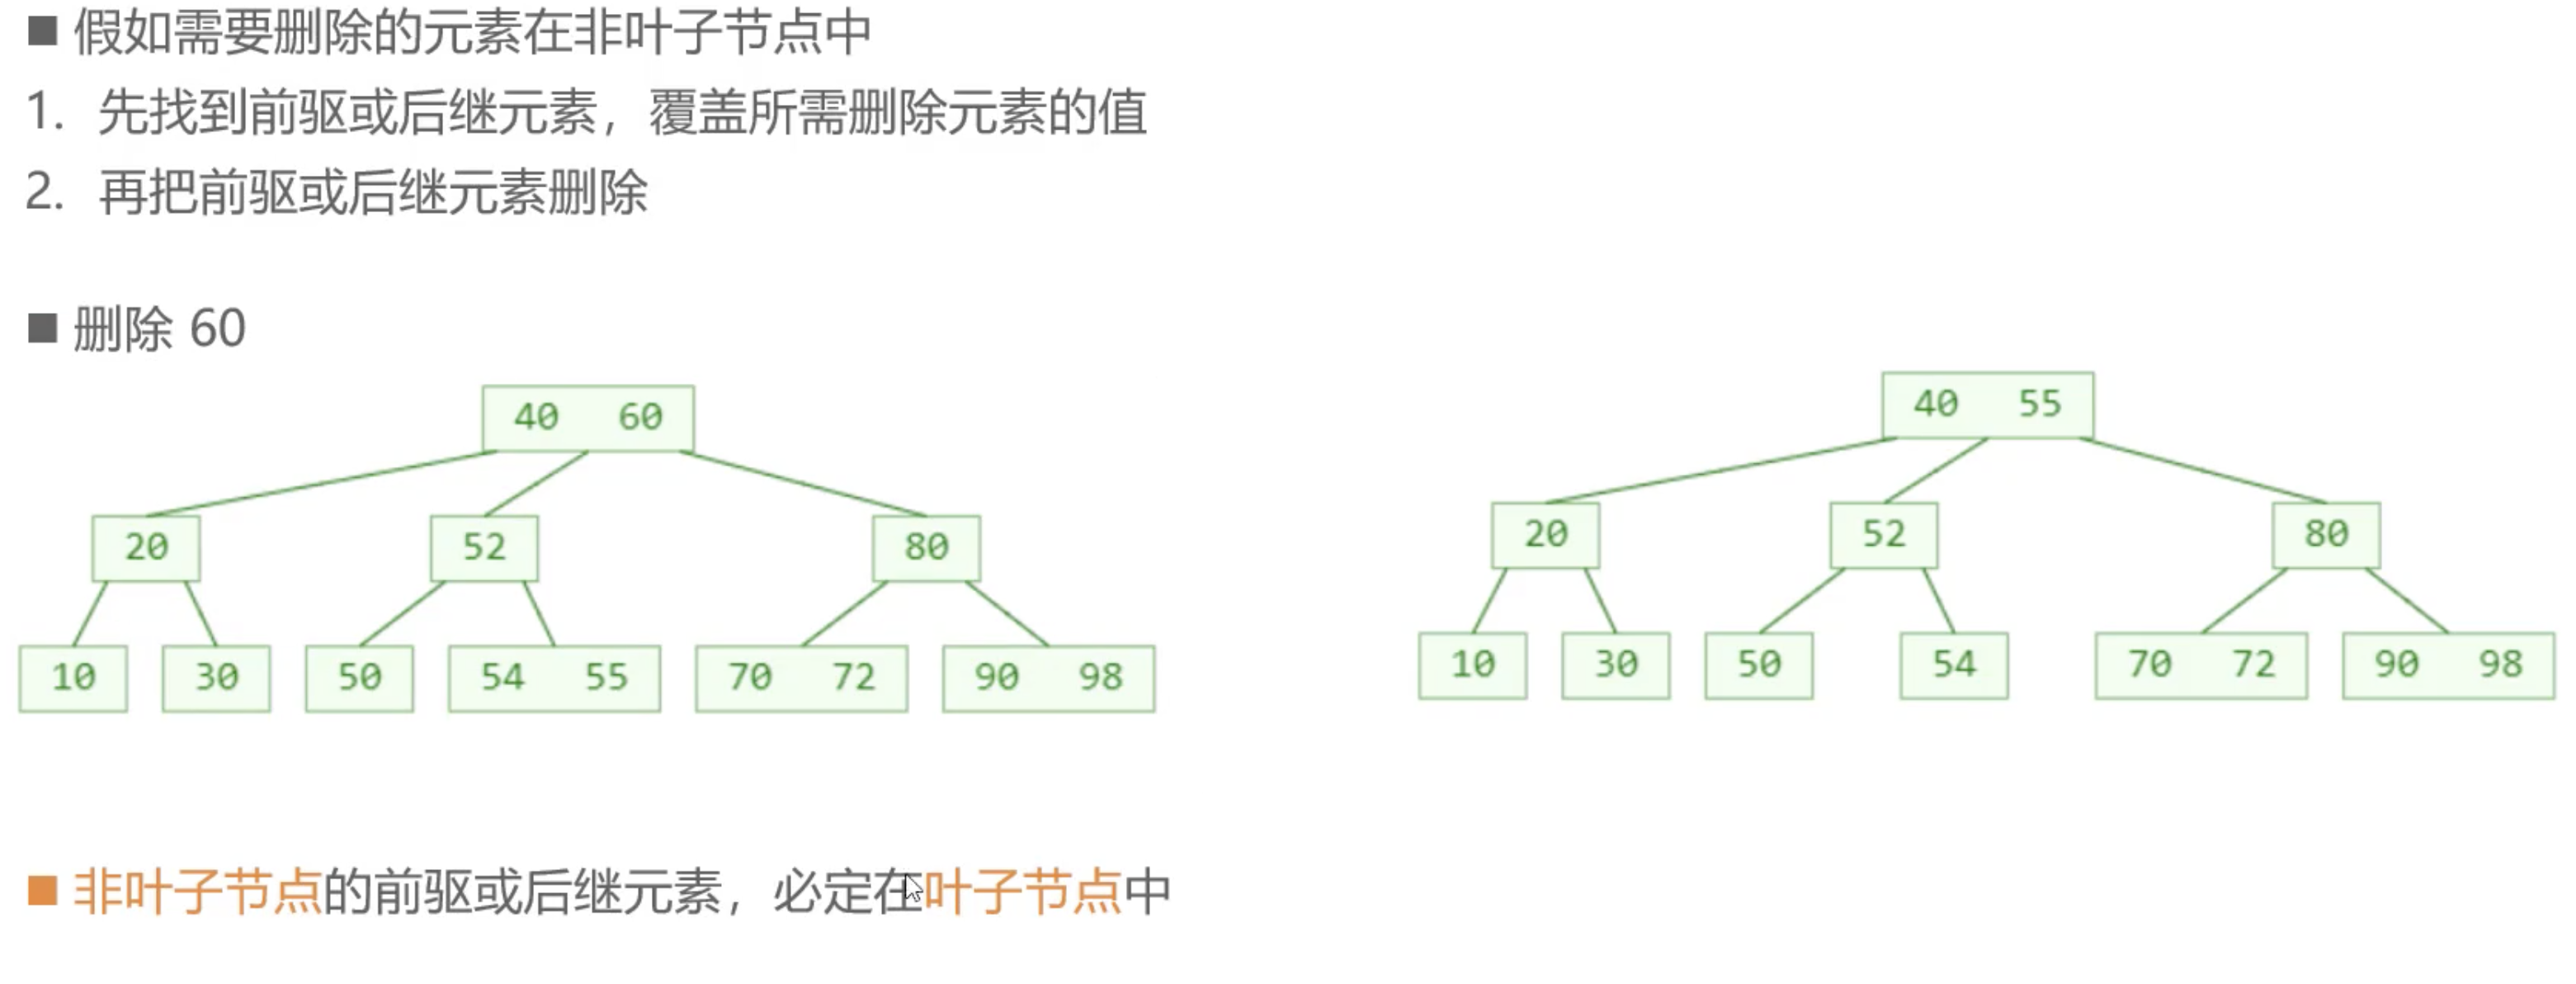 ■ 假如需要删除的元素在非叶子节点中
1. 先找到前驱或后继元素，覆盖所需删除元素的值
2. 再把前驱或后继元素删除
■ 删除 60
40 60
20 52 80
10 30 50 54 55 70 72 90 98
40 55
20 52 80
10 30 50 54 70 72 90 98
■ 非叶子节点的前驱或后继元素，必定在叶子节点中